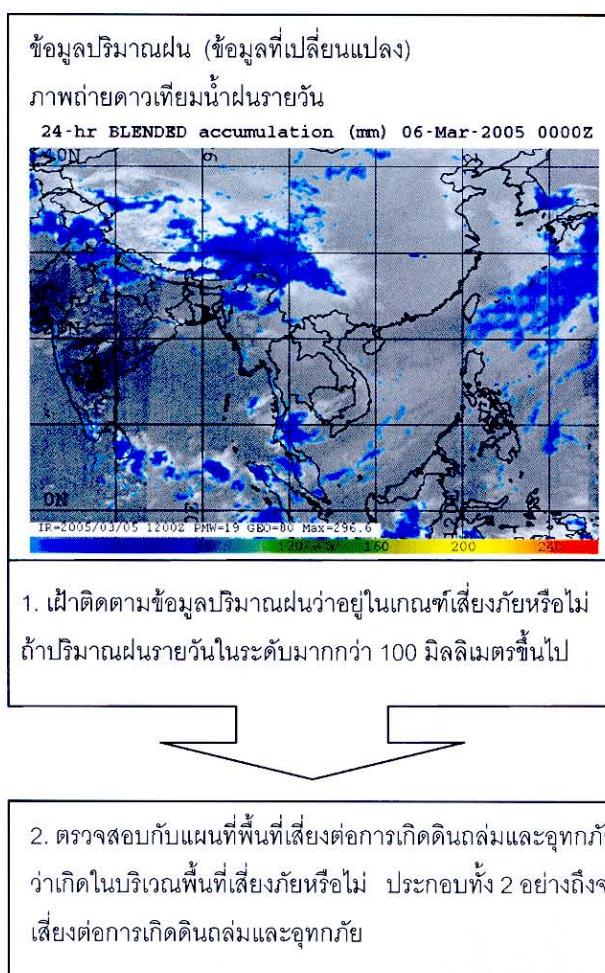 ข้อมูลปริมาณฝน (ข้อมูลที่เปลี่ยนแปลง)
ภาพถ่ายดาวเทียมน้ำฝนรายวัน
24-hr BLENDED accumulation (mm) 06-Mar-2005 0000Z
40N
0N
IR=2005/03/05 1200Z PMW=19 GEO=80 Max=296.6
120 160 200 240
1. เฝ้าติดตามข้อมูลปริมาณฝนว่าอยู่ในเกณฑ์เสี่ยงภัยหรือไม่
ถ้าปริมาณฝนรายวันในระดับมากกว่า 100 มิลลิเมตรขึ้นไป
2. ตรวจสอบกับแผนที่พื้นที่เสี่ยงต่อการเกิดดินถล่มและอุทกภั
ว่าเกิดในบริเวณพื้นที่เสี่ยงภัยหรือไม่ ประกอบทั้ง 2 อย่างถึงจ
เสี่ยงต่อการเกิดดินถล่มและอุทกภัย